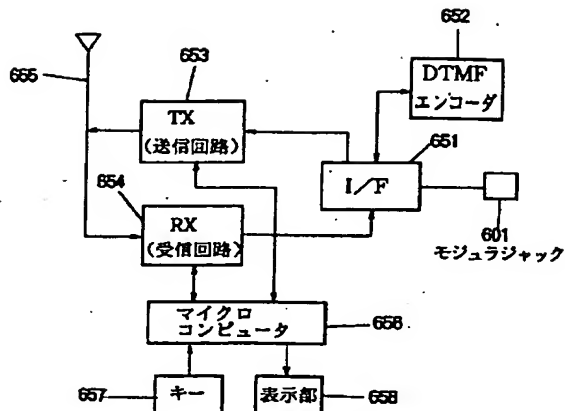 652
653
DTMF
エンコーダ
655
TX
(送信回路)
651
I/F
654
RX
(受信回路)
601
モジュラジャック
マイクロ
コンピュータ
657
キー
表示部
658